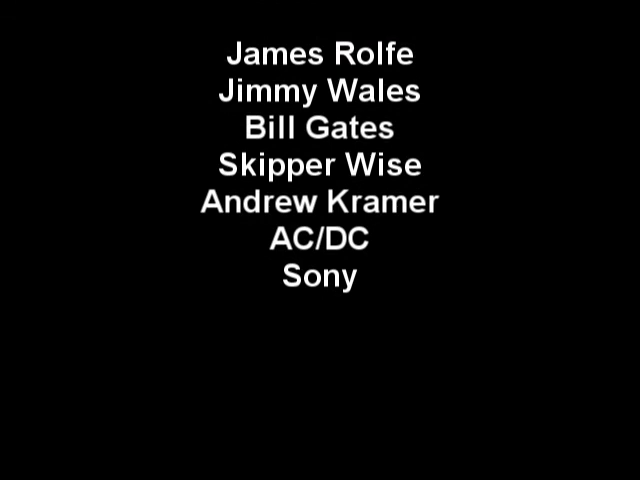 James Rolfe
Jimmy Wales
Bill Gates
Skipper Wise
Andrew Kramer
AC/DC
Sony